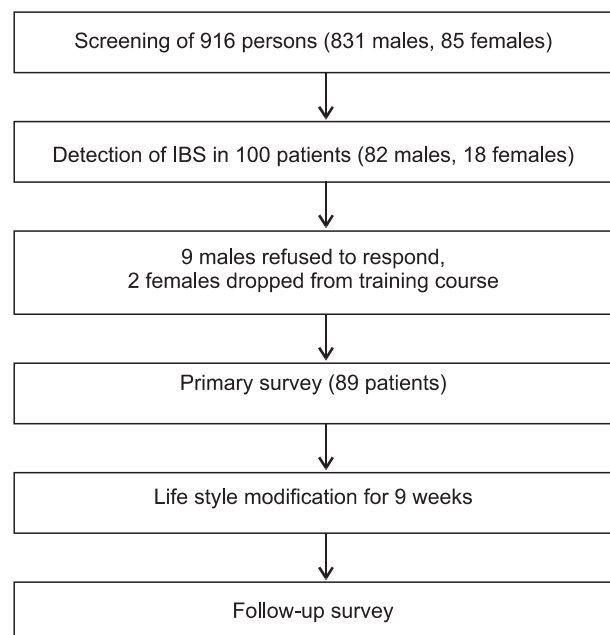 Screening of 916 persons (831 males, 85 females)
Detection of IBS in 100 patients (82 males, 18 females)
9 males refused to respond,
2 females dropped from training course
Primary survey (89 patients)
Life style modification for 9 weeks
Follow-up survey